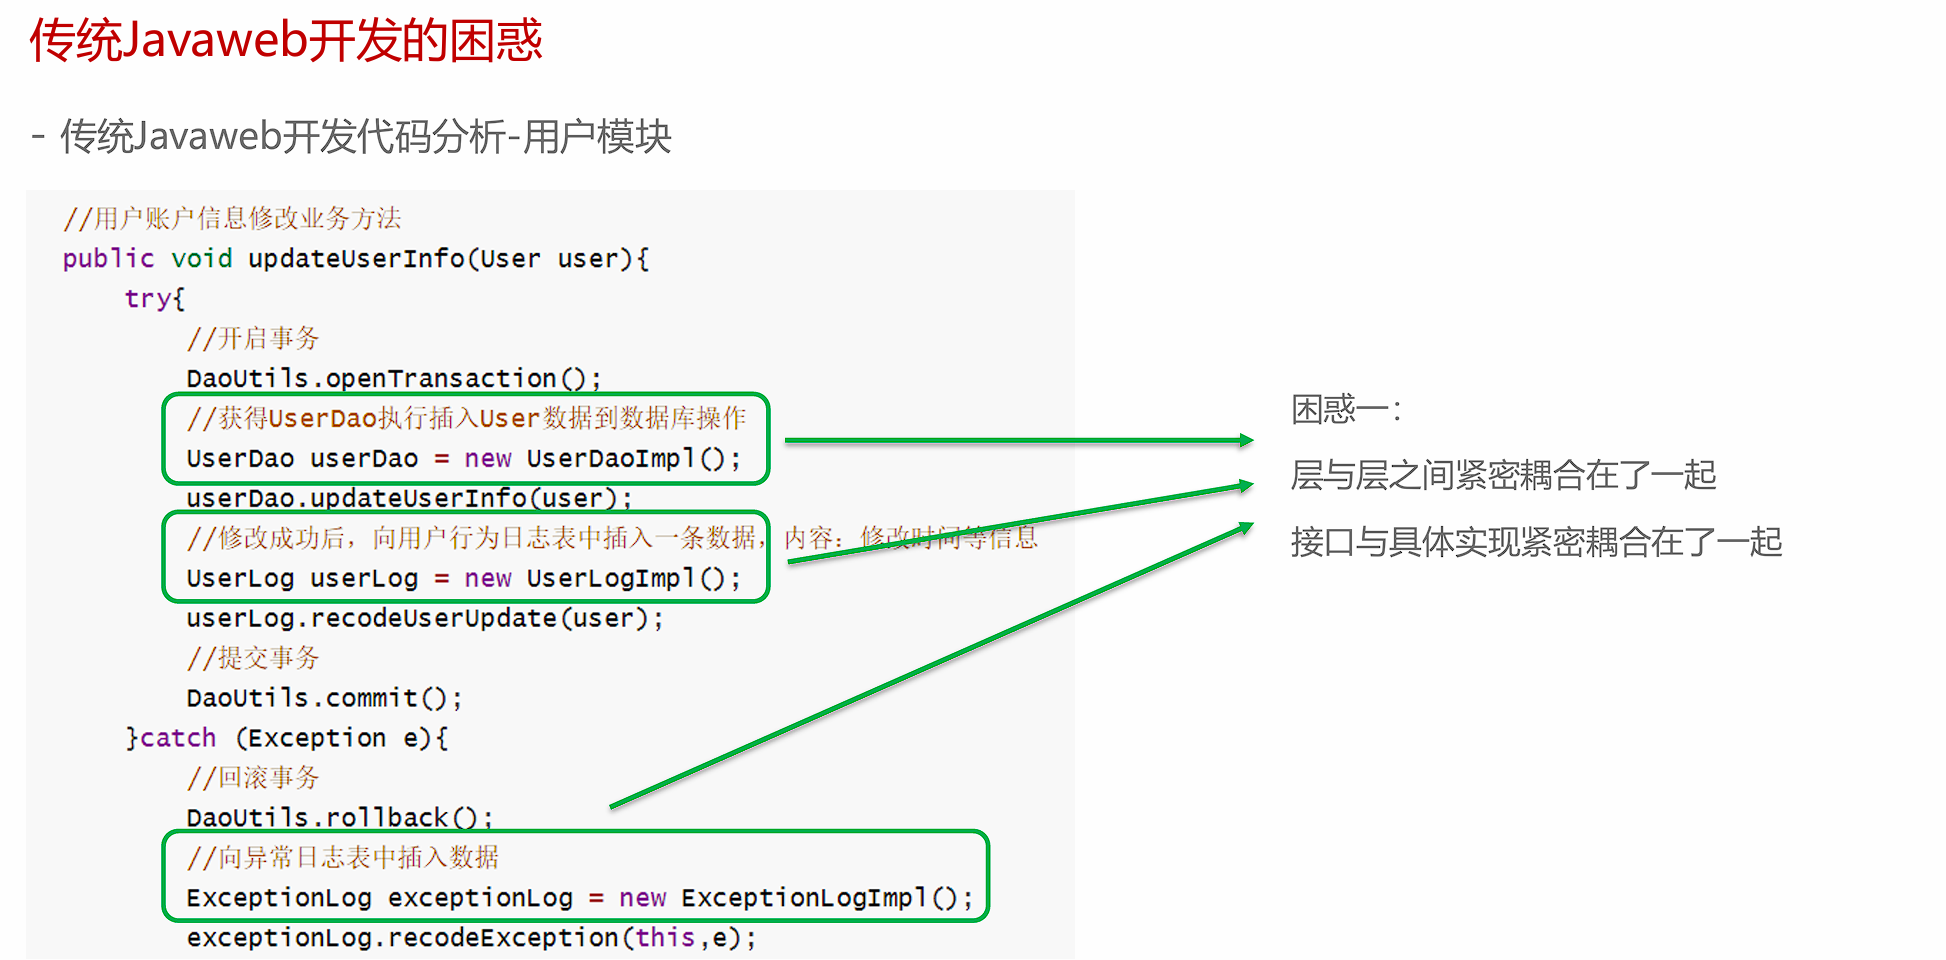 传统Javaweb开发的困惑
- 传统Javaweb开发代码分析-用户模块
//用户账户信息修改业务方法
public void updateUserInfo(User user){
try{
//开启事务
DaoUtils.openTransaction();
//获得UserDao执行插入User数据到数据库操作
UserDao userDao = new UserDaoImpl();
userDao.updateUserInfo(user);
//修改成功后，向用户行为日志表中插入一条数据，内容：修改时间等信息
UserLog userLog = new UserLogImpl();
userLog.recodeUserUpdate(user);
//提交事务
DaoUtils.commit();
}catch (Exception e){
//回滚事务
DaoUtils.rollback();
//向异常日志表中插入数据
ExceptionLog exceptionLog = new ExceptionLogImpl();
exceptionLog.recodeException(this,e);
困惑一：
层与层之间紧密耦合在了一起
接口与具体实现紧密耦合在了一起